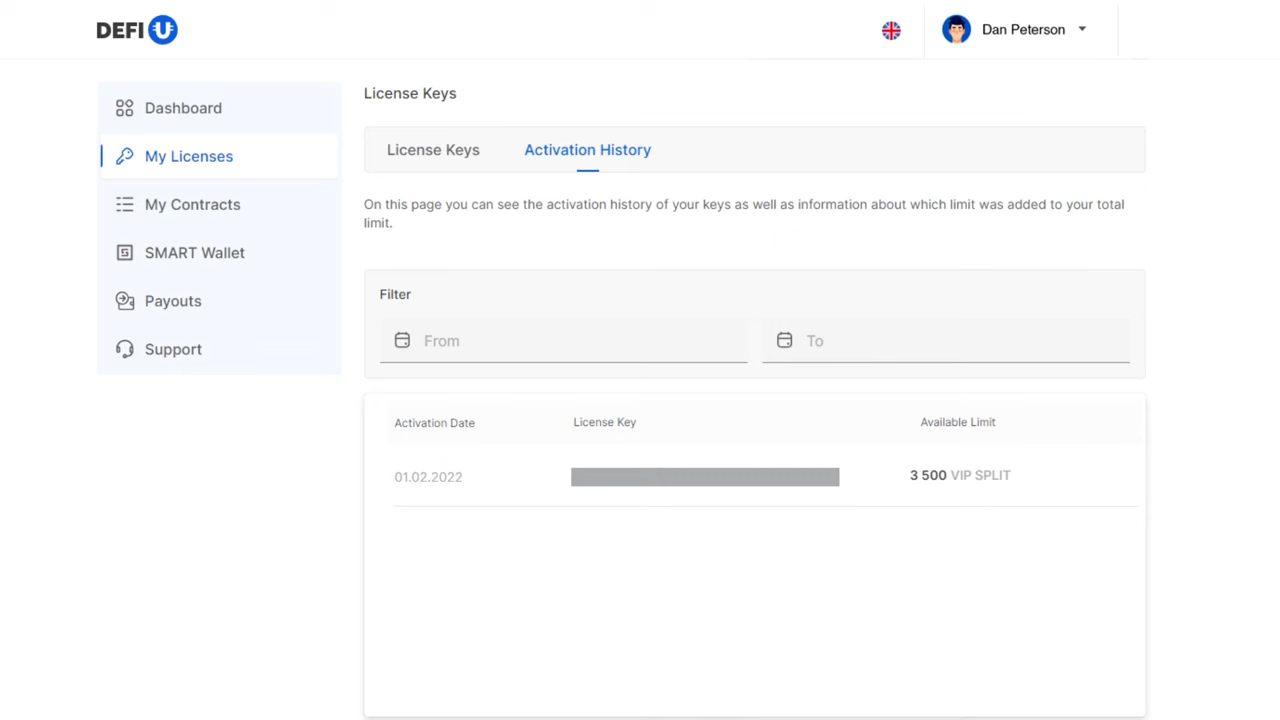 DEFI U
Dan Peterson
Dashboard
My Licenses
My Contracts
SMART Wallet
Payouts
Support
License Keys
License Keys Activation History
On this page you can see the activation history of your keys as well as information about which limit was added to your total
limit.
Filter
From To
Activation Date License Key Available Limit
01.02.2022 3 500 VIP SPLIT